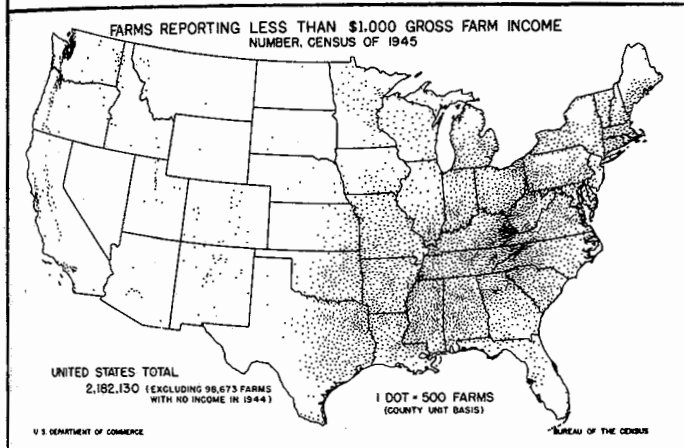 FARMS REPORTING LESS THAN $1,000 GROSS FARM INCOME
NUMBER, CENSUS OF 1945
UNITED STATES TOTAL
2,182,130 (EXCLUDING 98,673 FARMS
WITH NO INCOME IN 1944)
1 DOT = 500 FARMS
(COUNTY UNIT BASIS)
U S DEPARTMENT OF COMMERCE
BUREAU OF THE CENSUS